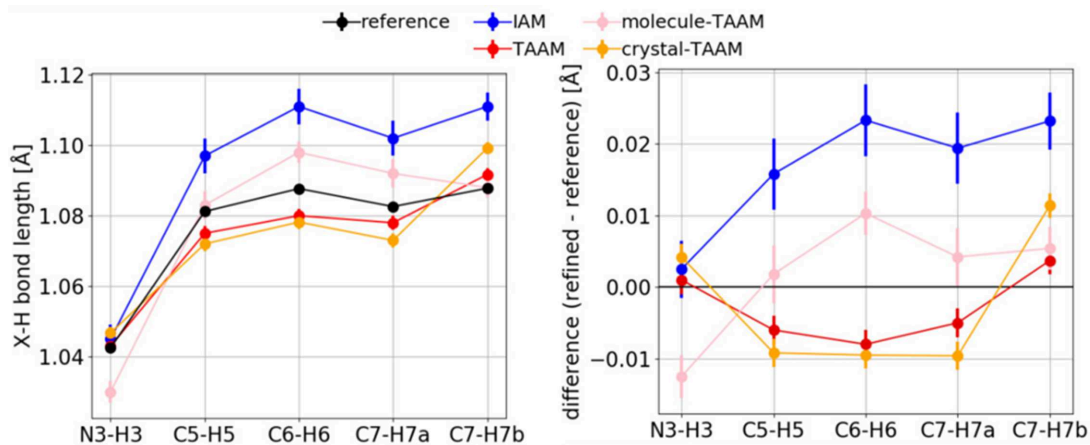 reference IAM molecule-TAAM
TAAM crystal-TAAM
X-H bond length [Å]
1.12
1.10
1.08
1.06
1.04
N3-H3 C5-H5 C6-H6 C7-H7a C7-H7b
difference (refined - reference) [Å]
0.03
0.02
0.01
0.00
−0.01
N3-H3 C5-H5 C6-H6 C7-H7a C7-H7b